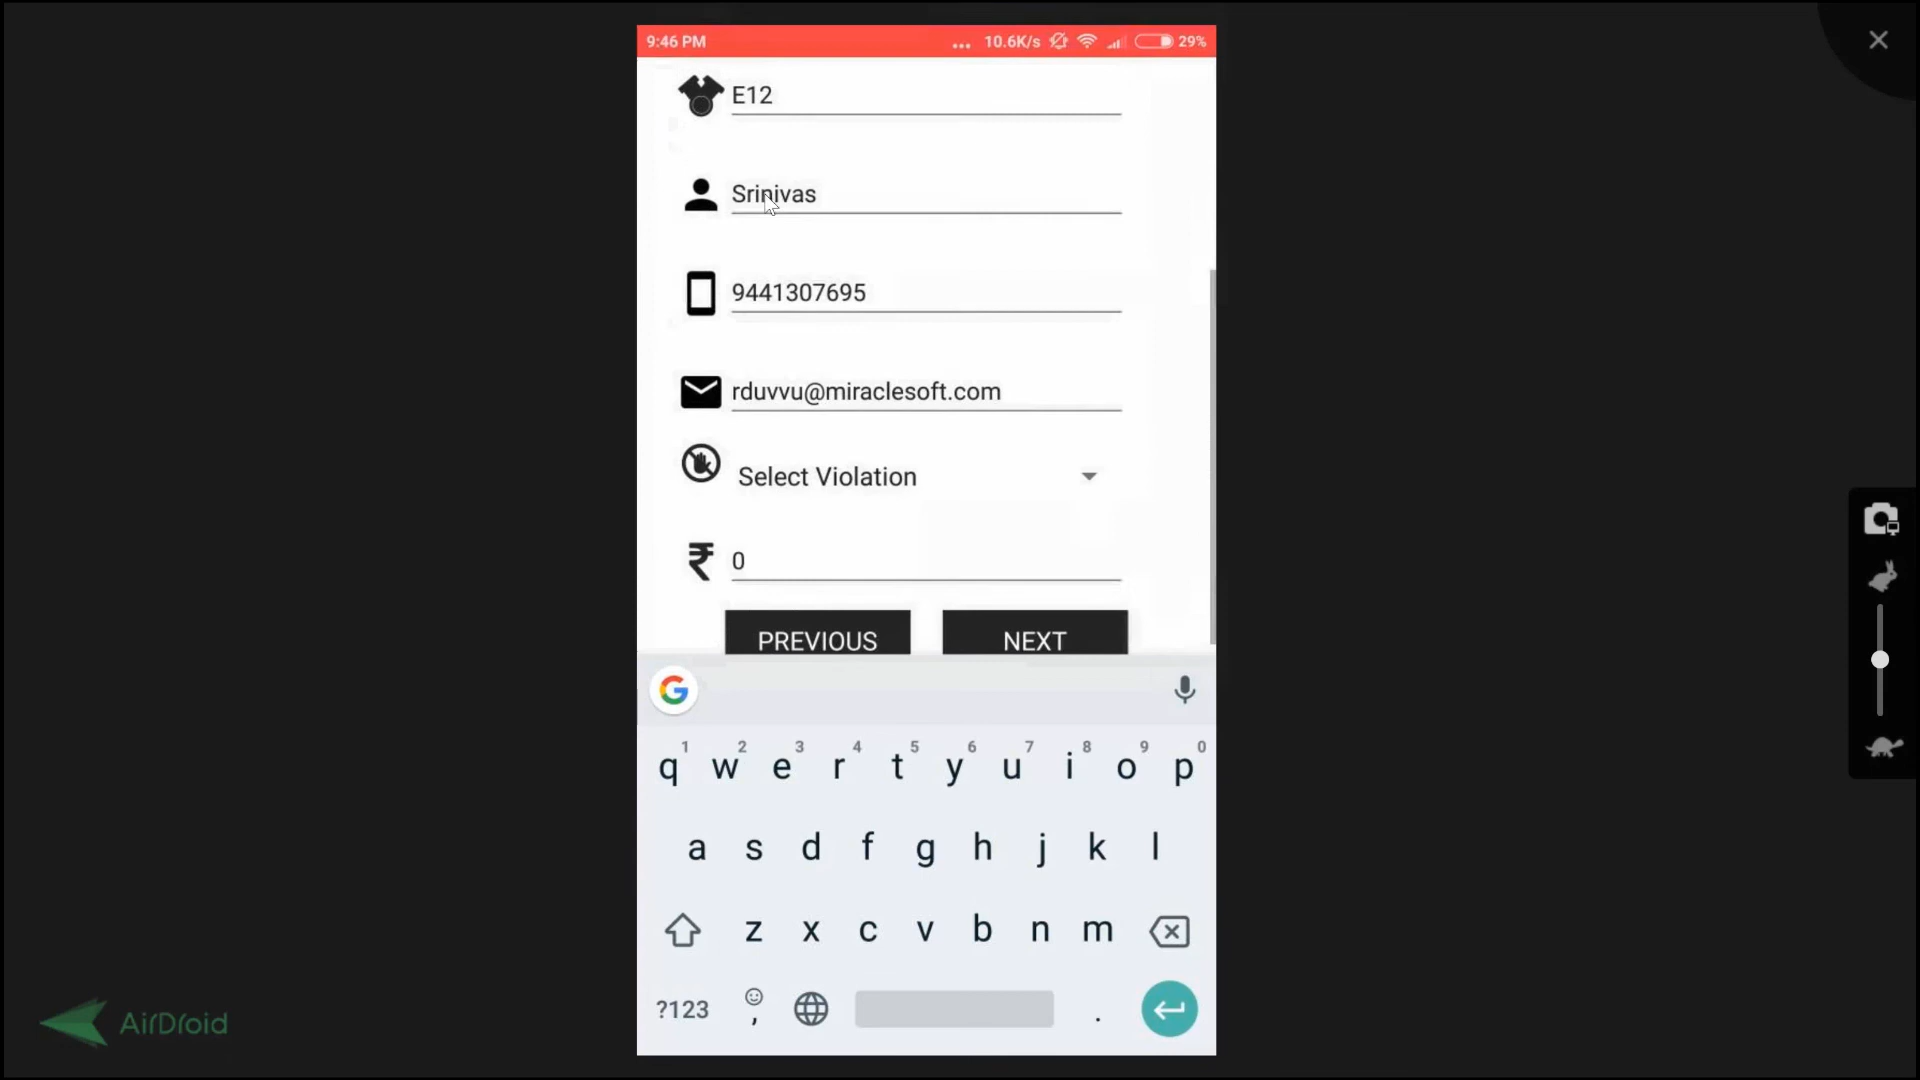 9:46 PM ... 10.6K/s 29%
E12
Srinivas
9441307695
rduvvu@miraclesoft.com
Select Violation
₹ 0
PREVIOUS NEXT
G
1 2 3 4 5 6 7 8 9 0
q w e r t y u i o p
a s d f g h j k l
z x c v b n m
?123 , .
AirDroid